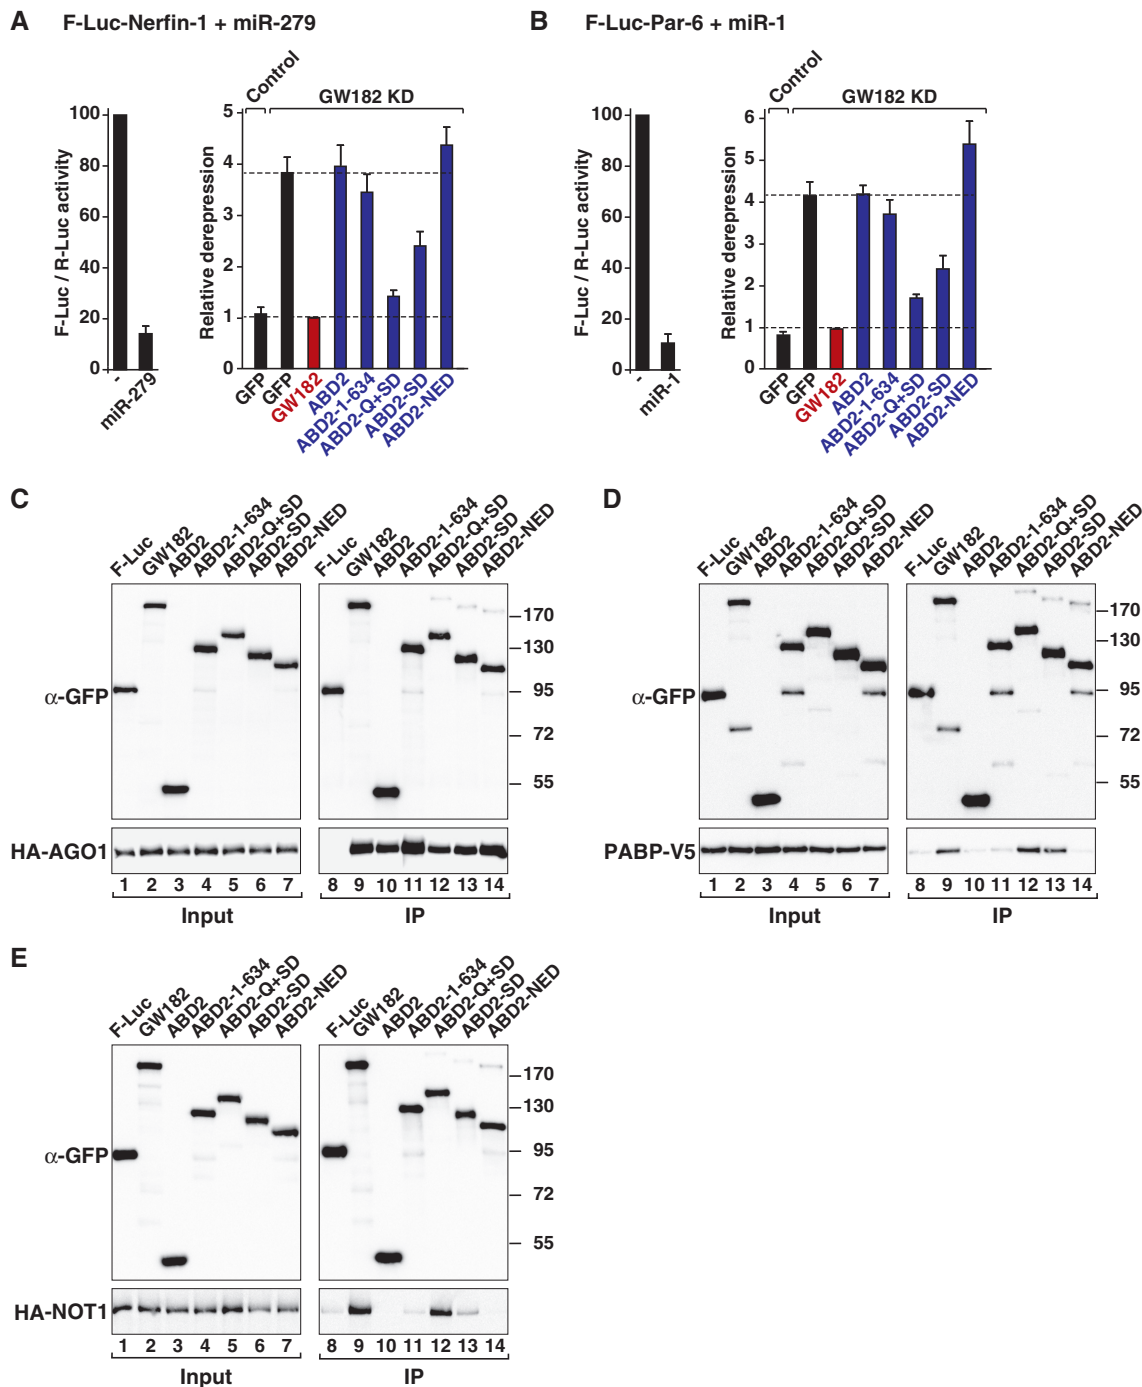 A F-Luc-Nerfin-1 + miR-279
F-Luc / R-Luc activity
100
80
60
40
20
0
-
miR-279
Relative derepression
5
4
3
2
1
0
Control
GW182 KD
GFP
GFP
GW182
ABD2
ABD2-1-634
ABD2-Q+SD
ABD2-SD
ABD2-NED
B F-Luc-Par-6 + miR-1
F-Luc / R-Luc activity
100
80
60
40
20
0
-
miR-1
Relative derepression
6
5
4
3
2
1
0
Control
GW182 KD
GFP
GFP
GW182
ABD2
ABD2-1-634
ABD2-Q+SD
ABD2-SD
ABD2-NED
C
F-Luc
GW182
ABD2
ABD2-1-634
ABD2-Q+SD
ABD2-SD
ABD2-NED
F-Luc
GW182
ABD2
ABD2-1-634
ABD2-Q+SD
ABD2-SD
ABD2-NED
170
130
95
72
55
α-GFP
HA-AGO1
1 2 3 4 5 6 7
8 9 10 11 12 13 14
Input
IP
D
F-Luc
GW182
ABD2
ABD2-1-634
ABD2-Q+SD
ABD2-SD
ABD2-NED
F-Luc
GW182
ABD2
ABD2-1-634
ABD2-Q+SD
ABD2-SD
ABD2-NED
170
130
95
72
55
α-GFP
PABP-V5
1 2 3 4 5 6 7
8 9 10 11 12 13 14
Input
IP
E
F-Luc
GW182
ABD2
ABD2-1-634
ABD2-Q+SD
ABD2-SD
ABD2-NED
F-Luc
GW182
ABD2
ABD2-1-634
ABD2-Q+SD
ABD2-SD
ABD2-NED
170
130
95
72
55
α-GFP
HA-NOT1
1 2 3 4 5 6 7
8 9 10 11 12 13 14
Input
IP